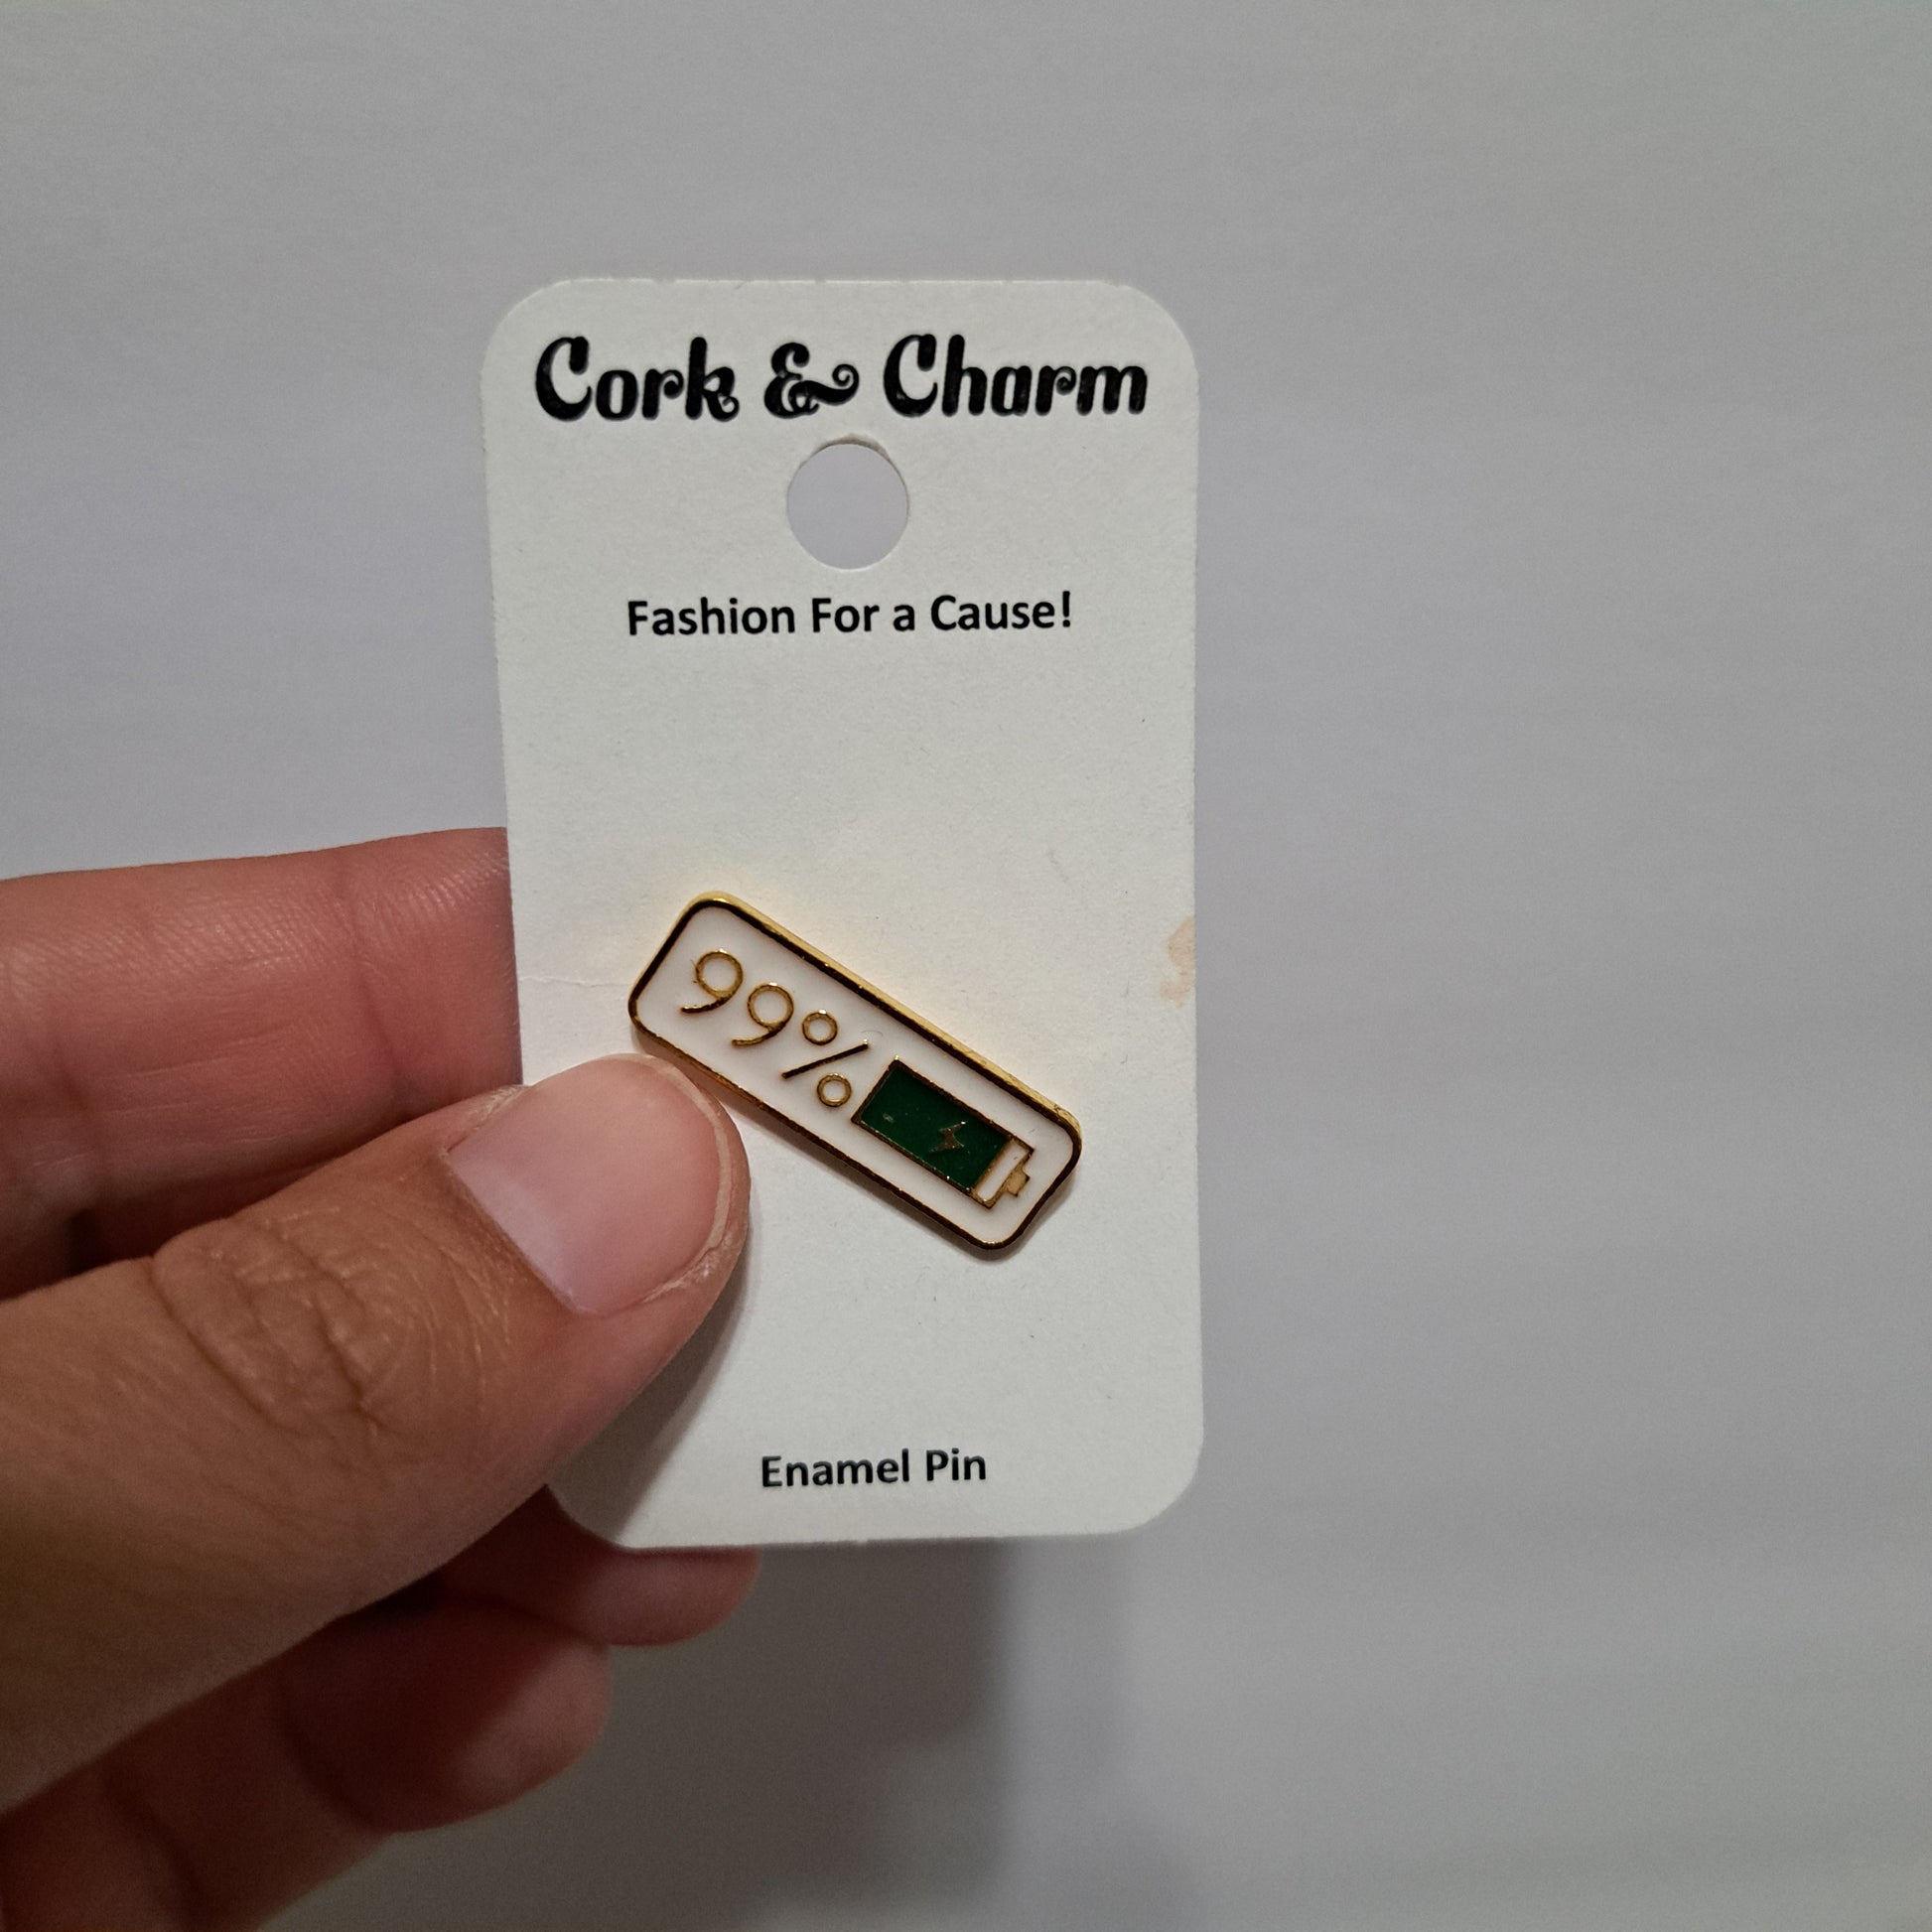 Cork & Charm
Fashion For a Cause!
99%
Enamel Pin